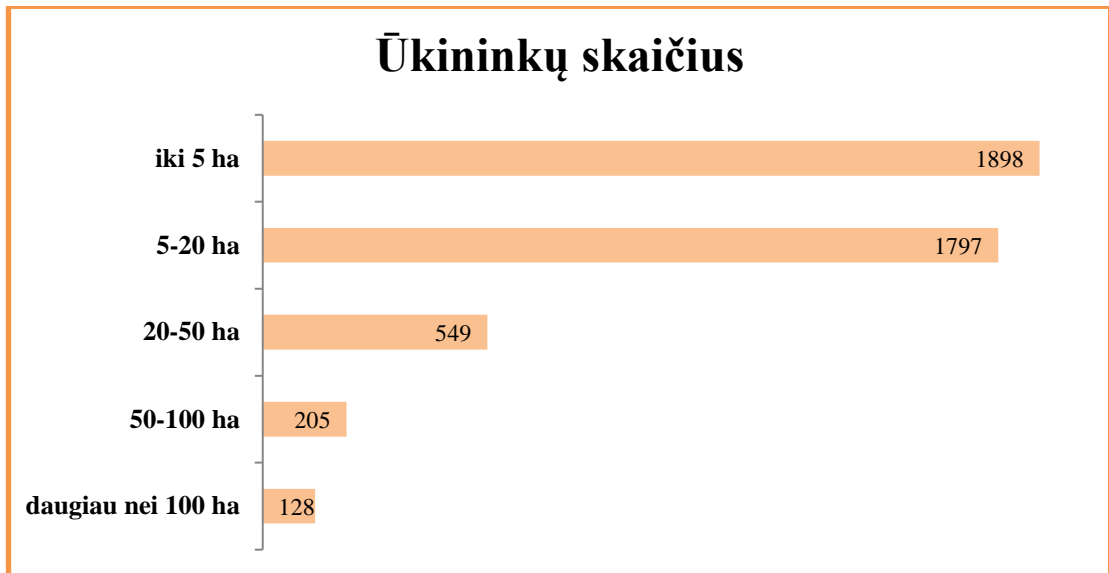 Ūkininkų skaičius
iki 5 ha 1898
5-20 ha 1797
20-50 ha 549
50-100 ha 205
daugiau nei 100 ha 128